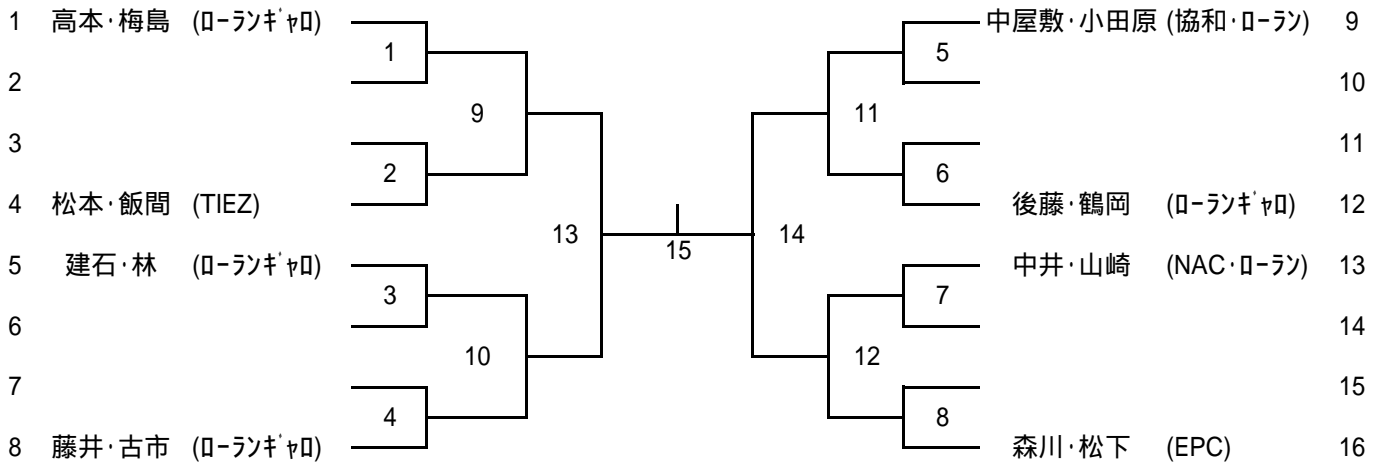 1 高本･梅島 (ﾛｰﾗﾝｷﾞｬﾛ) 中屋敷･小田原 (協和･ﾛｰﾗﾝ) 9
1 5
2 10
9 11
3 11
2 6
4 松本･飯間 (TIEZ) 後藤･鶴岡 (ﾛｰﾗﾝｷﾞｬﾛ) 12
13 15 14
5 建石･林 (ﾛｰﾗﾝｷﾞｬﾛ) 中井･山崎 (NAC･ﾛｰﾗﾝ) 13
3 7
6 14
10 12
7 15
4 8
8 藤井･古市 (ﾛｰﾗﾝｷﾞｬﾛ) 森川･松下 (EPC) 16